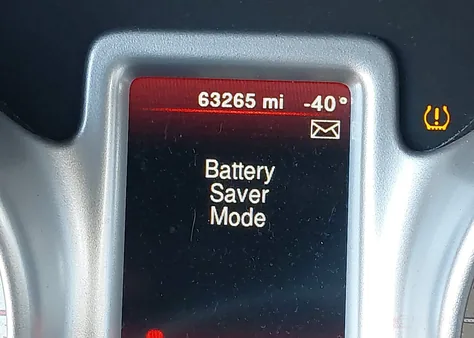 63265 mi -40°
Battery
Saver
Mode